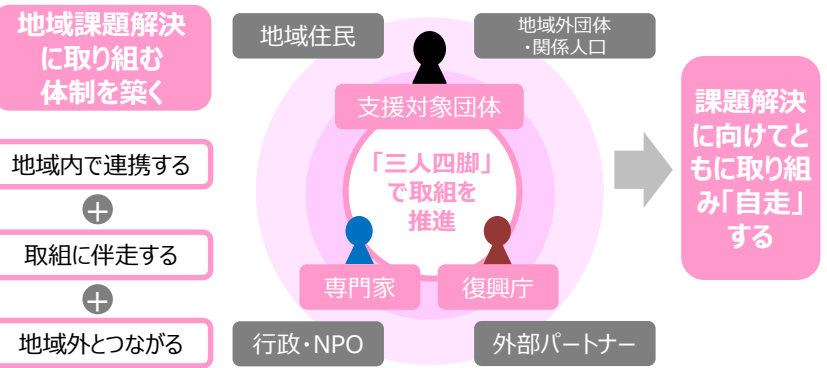 地域課題解決
に取り組む
体制を築く
地域内で連携する
＋
取組に伴走する
＋
地域外とつながる
地域住民
地域外団体
・関係人口
支援対象団体
「三人四脚」
で取組を
推進
専門家
復興庁
行政・NPO
外部パートナー
課題解決
に向けてと
もに取り組
み「自走」
する